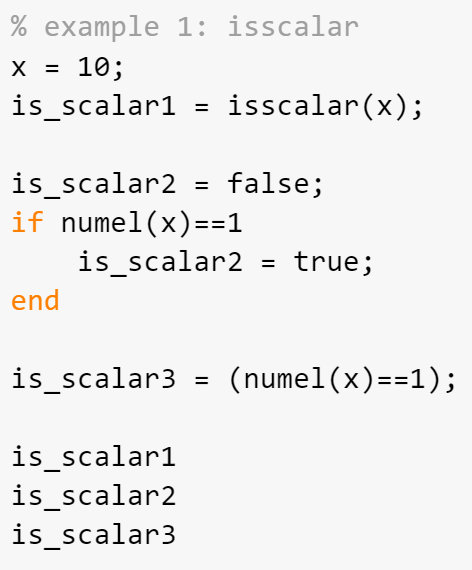 % example 1: isscalar
x = 10;
is_scalar1 = isscalar(x);
is_scalar2 = false;
if numel(x)==1
is_scalar2 = true;
end
is_scalar3 = (numel(x)==1);
is_scalar1
is_scalar2
is_scalar3